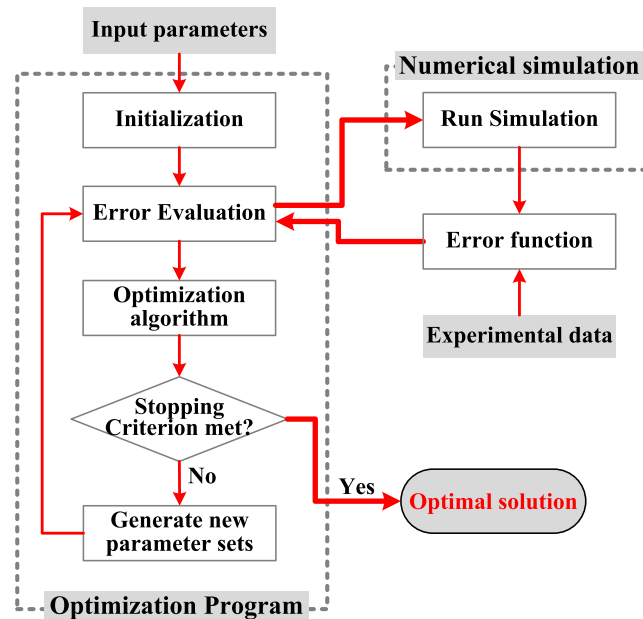 Input parameters
Numerical simulation
Initialization
Run Simulation
Error Evaluation
Error function
Optimization
algorithm
Experimental data
Stopping
Criterion met?
No
Yes
Optimal solution
Generate new
parameter sets
Optimization Program